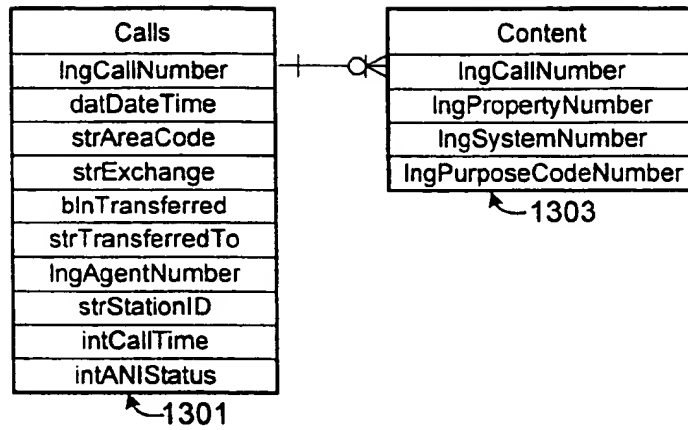 Calls
lngCallNumber
datDateTime
strAreaCode
strExchange
blnTransferred
strTransferredTo
lngAgentNumber
strStationID
intCallTime
intANIStatus
1301
Content
lngCallNumber
lngPropertyNumber
lngSystemNumber
lngPurposeCodeNumber
1303